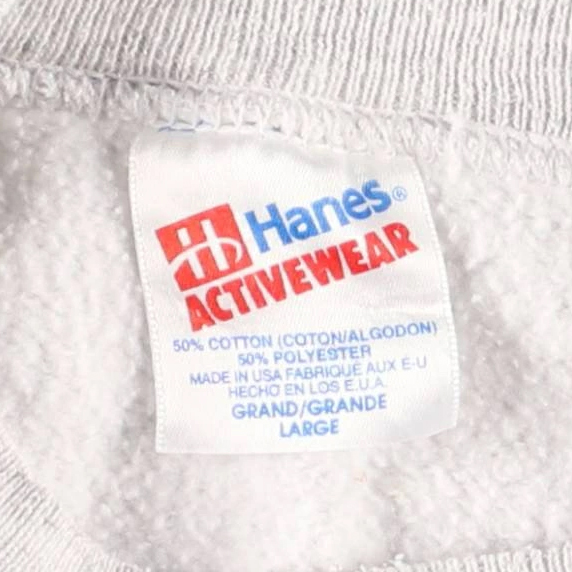 Hanes®
ACTIVEWEAR
50% COTTON (COTON/ALGODON)
50% POLYESTER
MADE IN USA FABRIQUE AUX E-U
HECHO EN LOS E.U.A.
GRAND/GRANDE
LARGE